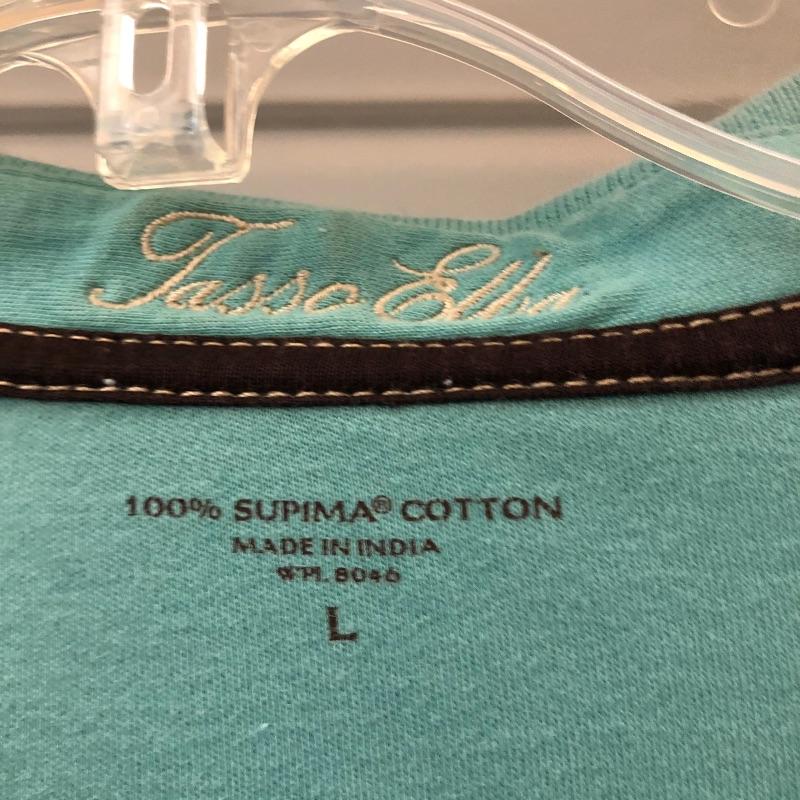 Tasso Elba
100% SUPIMA® COTTON
MADE IN INDIA
WPL 8046
L